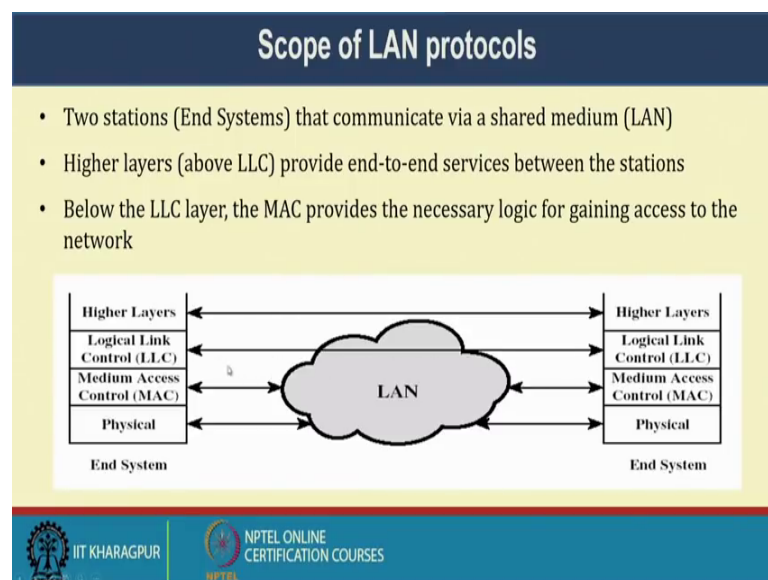 Scope of LAN protocols
• Two stations (End Systems) that communicate via a shared medium (LAN)
• Higher layers (above LLC) provide end-to-end services between the stations
• Below the LLC layer, the MAC provides the necessary logic for gaining access to the
network
Higher Layers
Logical Link
Control (LLC)
Medium Access
Control (MAC)
Physical
End System
LAN
Higher Layers
Logical Link
Control (LLC)
Medium Access
Control (MAC)
Physical
End System
IIT KHARAGPUR
NPTEL ONLINE
CERTIFICATION COURSES
NPTEL